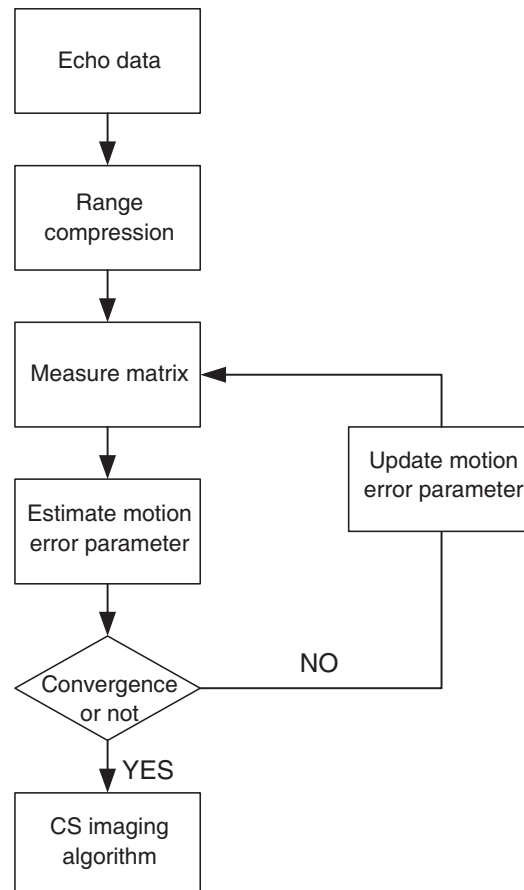 Echo data
Range
compression
Measure matrix
Update motion
error parameter
Estimate motion
error parameter
Convergence
or not
NO
YES
CS imaging
algorithm